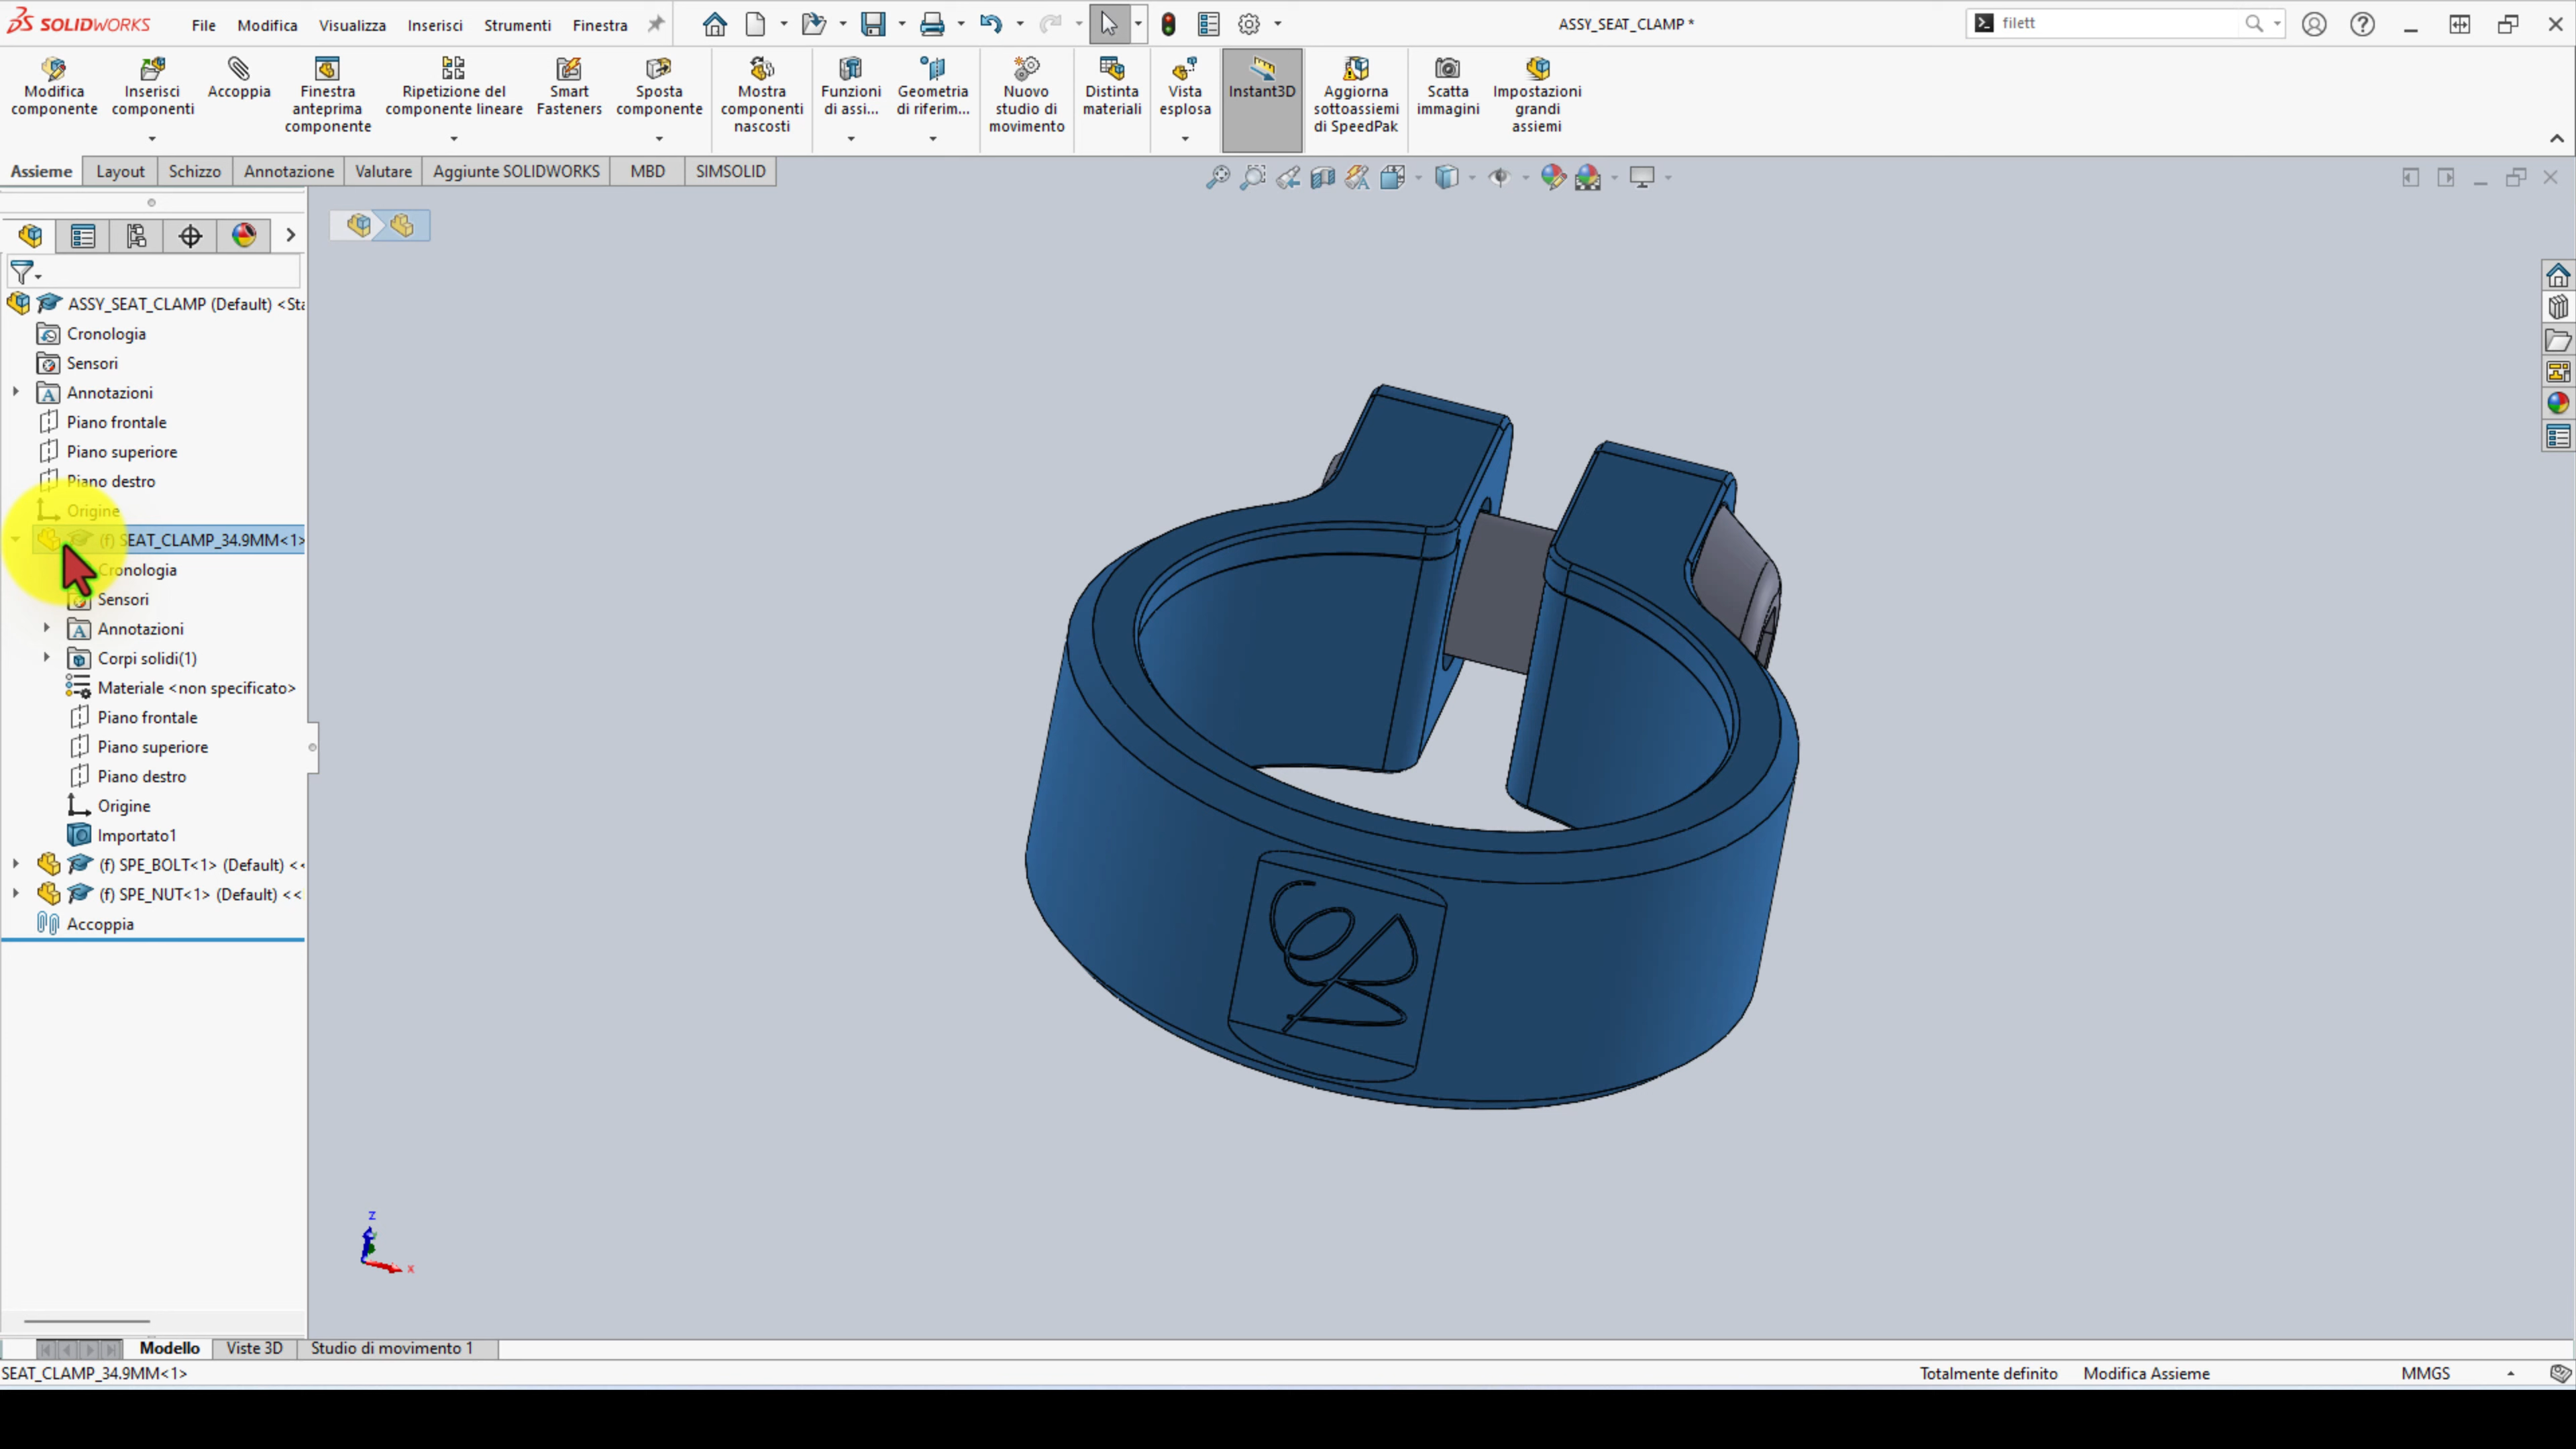 SOLIDWORKS File Modifica Visualizza Inserisci Strumenti Finestra ASSY_SEAT_CLAMP * filett
Modifica componente
Inserisci componenti
Accoppia
Finestra anteprima componente
Ripetizione del componente lineare
Smart Fasteners
Sposta componente
Mostra componenti nascosti
Funzioni di assi...
Geometria di riferim...
Nuovo studio di movimento
Distinta materiali
Vista esplosa
Instant3D
Aggiorna sottoassiemi di SpeedPak
Scatta immagini
Impostazioni grandi assiemi
Assieme Layout Schizzo Annotazione Valutare Aggiunte SOLIDWORKS MBD SIMSOLID
ASSY_SEAT_CLAMP (Default) <Sta
Cronologia
Sensori
Annotazioni
Piano frontale
Piano superiore
Piano destro
Origine
(f) SEAT_CLAMP_34.9MM<1>
Cronologia
Sensori
Annotazioni
Corpi solidi(1)
Materiale <non specificato>
Piano frontale
Piano superiore
Piano destro
Origine
Importato1
(f) SPE_BOLT<1> (Default) <<
(f) SPE_NUT<1> (Default) <<
Accoppia
z
x
Modello Viste 3D Studio di movimento 1
SEAT_CLAMP_34.9MM<1> Totalmente definito Modifica Assieme MMGS